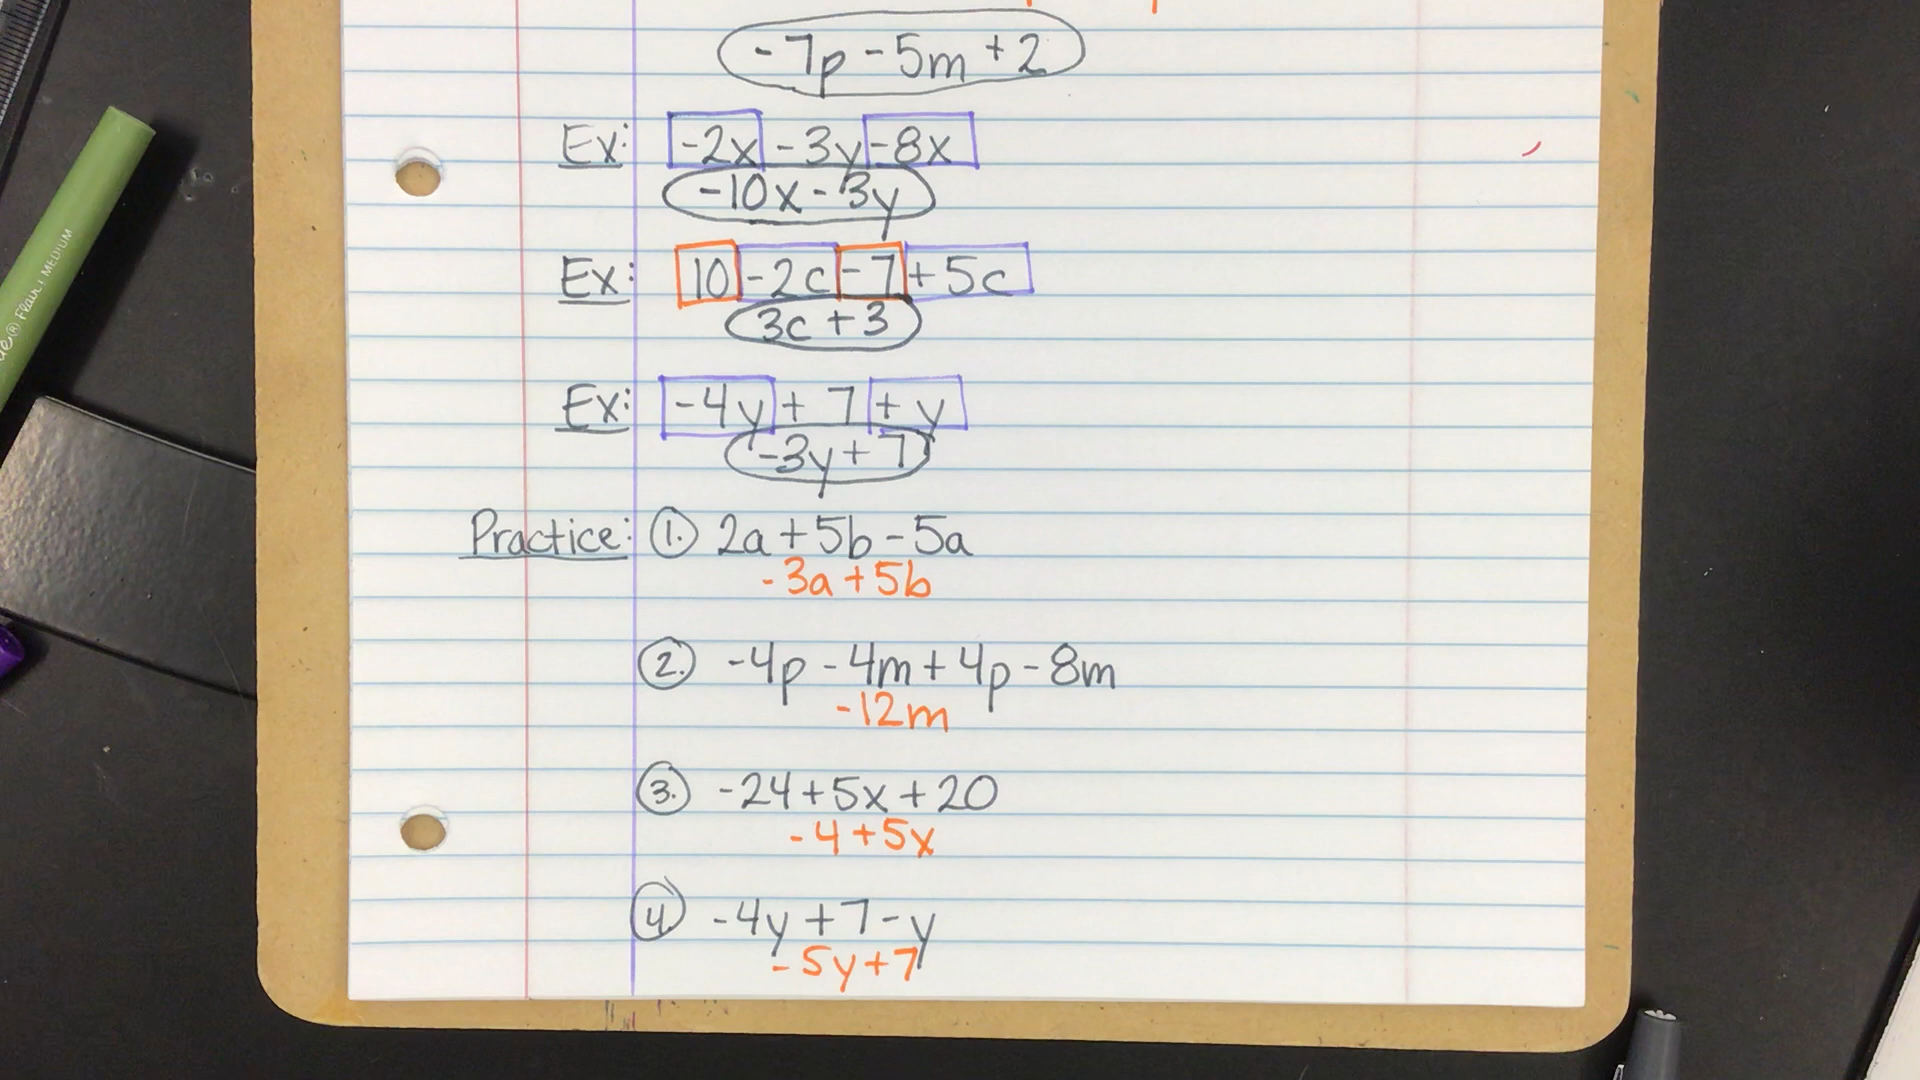 -7p - 5m + 2
Ex: -2x - 3y - 8x
-10x - 3y
Ex: 10 - 2c - 7 + 5c
3c + 3
Ex: -4y + 7 + y
-3y + 7
Practice: 1. 2a + 5b - 5a
-3a + 5b
2. -4p - 4m + 4p - 8m
-12m
3. -24 + 5x + 20
-4 + 5x
4. -4y + 7 - y
-5y + 7
Flair MEDIUM